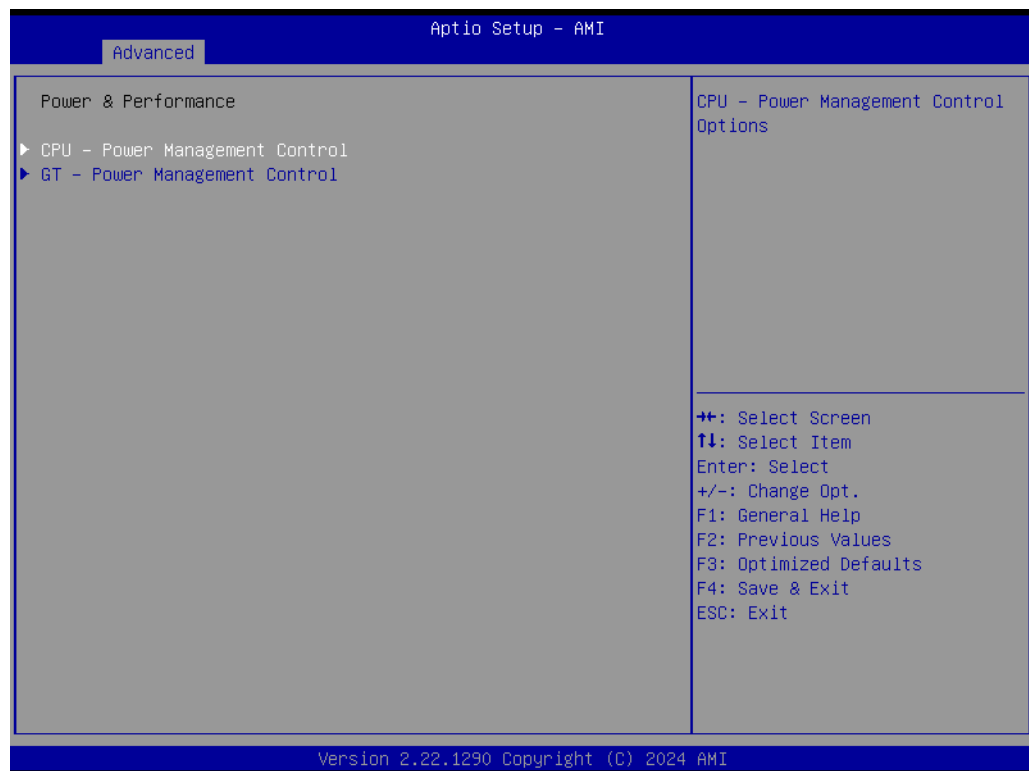 Aptio Setup – AMI
Advanced
Power & Performance
▶ CPU – Power Management Control
▶ GT – Power Management Control
CPU – Power Management Control
Options
→←: Select Screen
↑↓: Select Item
Enter: Select
+/-: Change Opt.
F1: General Help
F2: Previous Values
F3: Optimized Defaults
F4: Save & Exit
ESC: Exit
Version 2.22.1290 Copyright (C) 2024 AMI